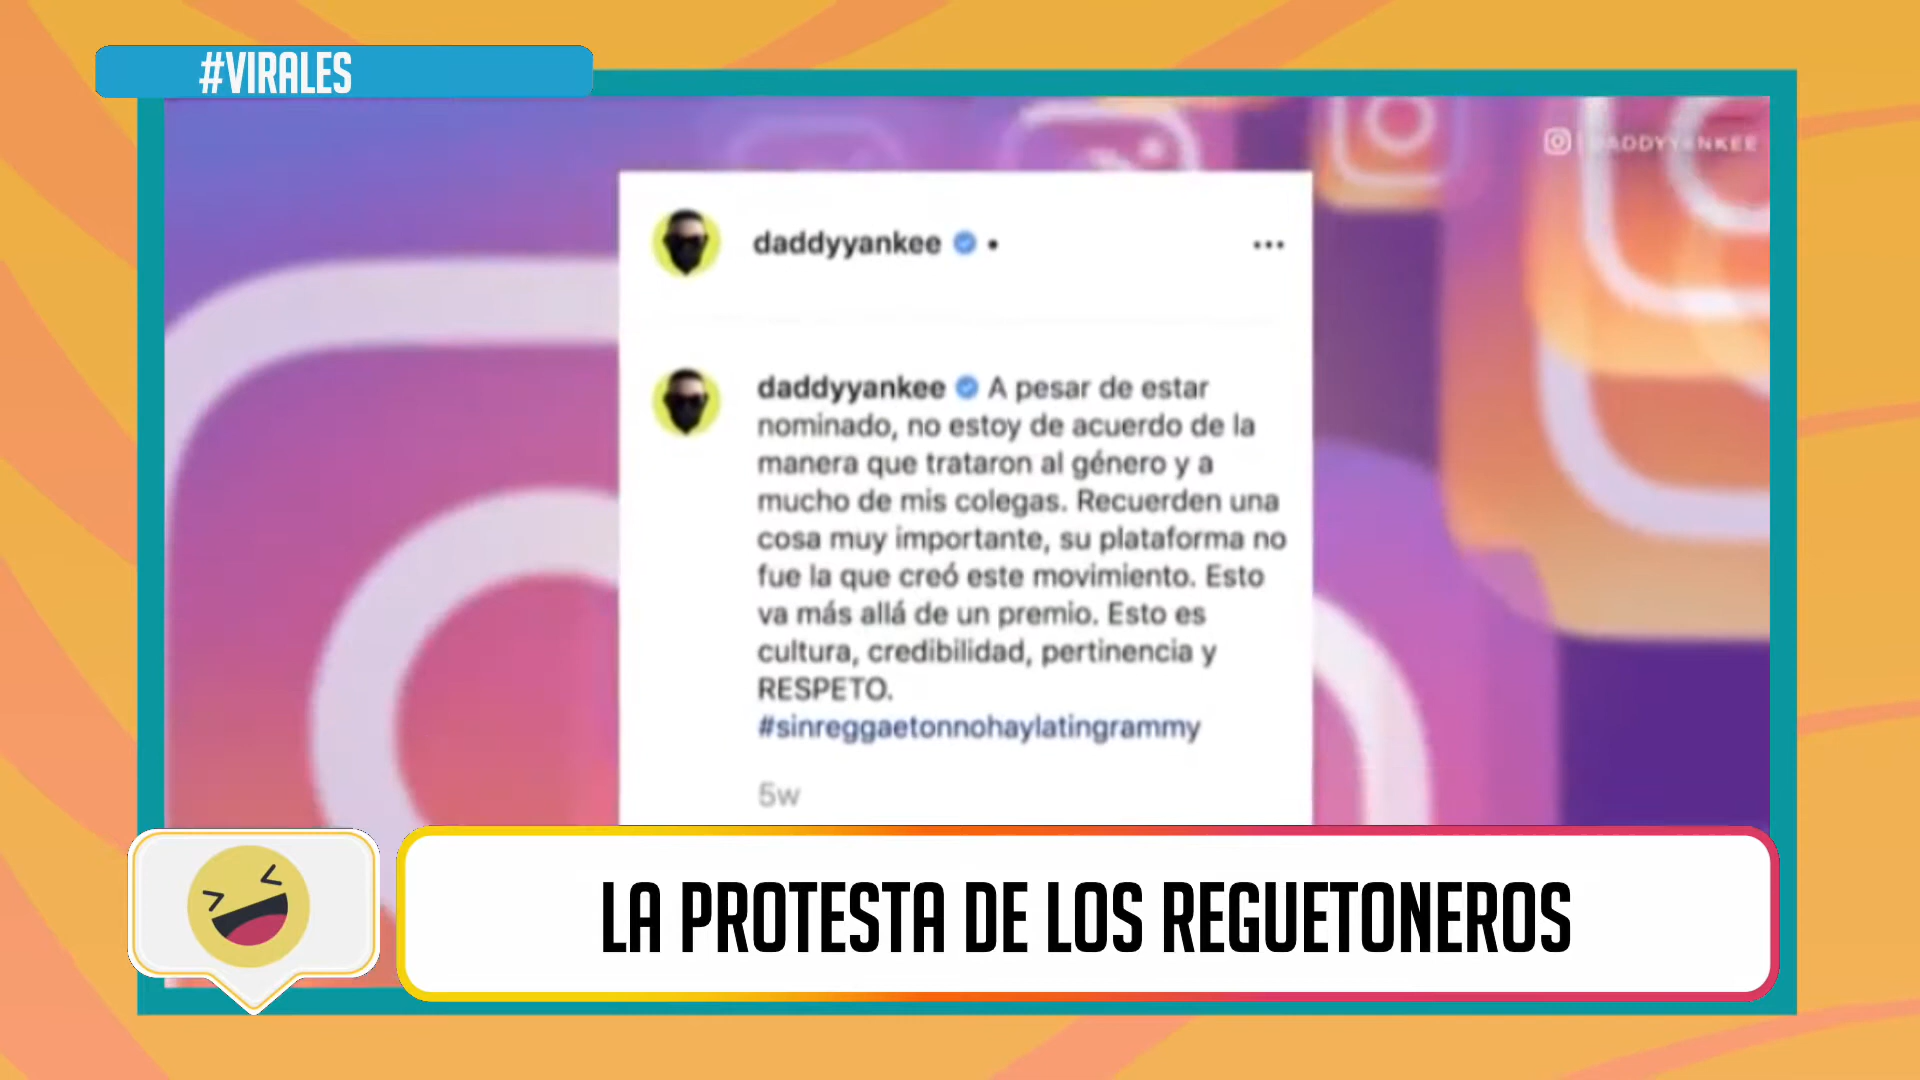 #VIRALES
DADDYYANKEE
daddyyankee •
daddyyankee A pesar de estar
nominado, no estoy de acuerdo de la
manera que trataron al género y a
mucho de mis colegas. Recuerden una
cosa muy importante, su plataforma no
fue la que creó este movimiento. Esto
va más allá de un premio. Esto es
cultura, credibilidad, pertinencia y
RESPETO.
#sinreggaetonnohaylatingrammy
5w
LA PROTESTA DE LOS REGUETONEROS